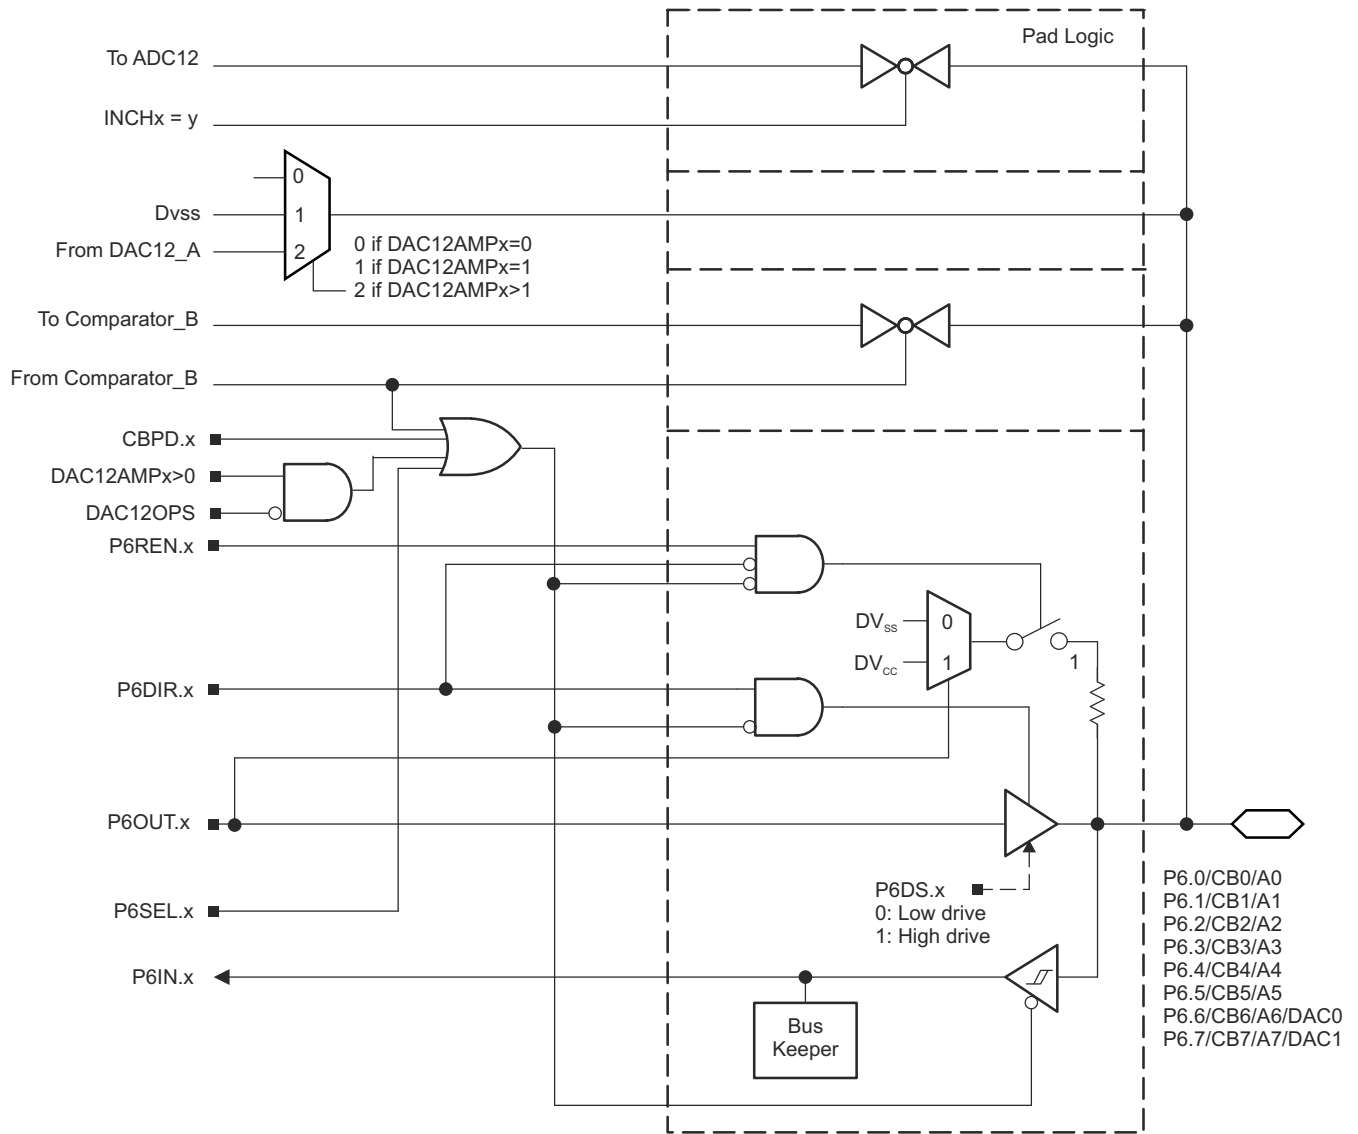 Pad Logic
To ADC12
INCHx = y
0
Dvss
1
From DAC12_A
2
0 if DAC12AMPx=0
1 if DAC12AMPx=1
2 if DAC12AMPx>1
To Comparator_B
From Comparator_B
CBPD.x
DAC12AMPx>0
DAC12OPS
P6REN.x
DVss
0
DVcc
1
1
P6DIR.x
P6OUT.x
P6DS.x
0: Low drive
1: High drive
P6SEL.x
P6IN.x
Bus
Keeper
P6.0/CB0/A0
P6.1/CB1/A1
P6.2/CB2/A2
P6.3/CB3/A3
P6.4/CB4/A4
P6.5/CB5/A5
P6.6/CB6/A6/DAC0
P6.7/CB7/A7/DAC1